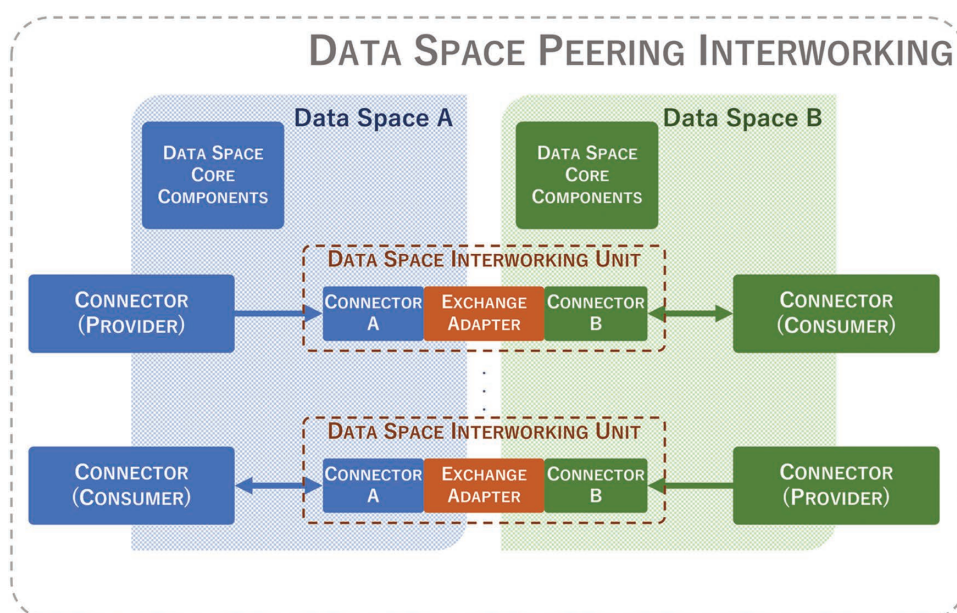 DATA SPACE PEERING INTERWORKING
Data Space A
DATA SPACE
CORE
COMPONENTS
Data Space B
DATA SPACE
CORE
COMPONENTS
DATA SPACE INTERWORKING UNIT
CONNECTOR
(PROVIDER)
CONNECTOR
A
EXCHANGE
ADAPTER
CONNECTOR
B
CONNECTOR
(CONSUMER)
DATA SPACE INTERWORKING UNIT
CONNECTOR
(CONSUMER)
CONNECTOR
A
EXCHANGE
ADAPTER
CONNECTOR
B
CONNECTOR
(PROVIDER)